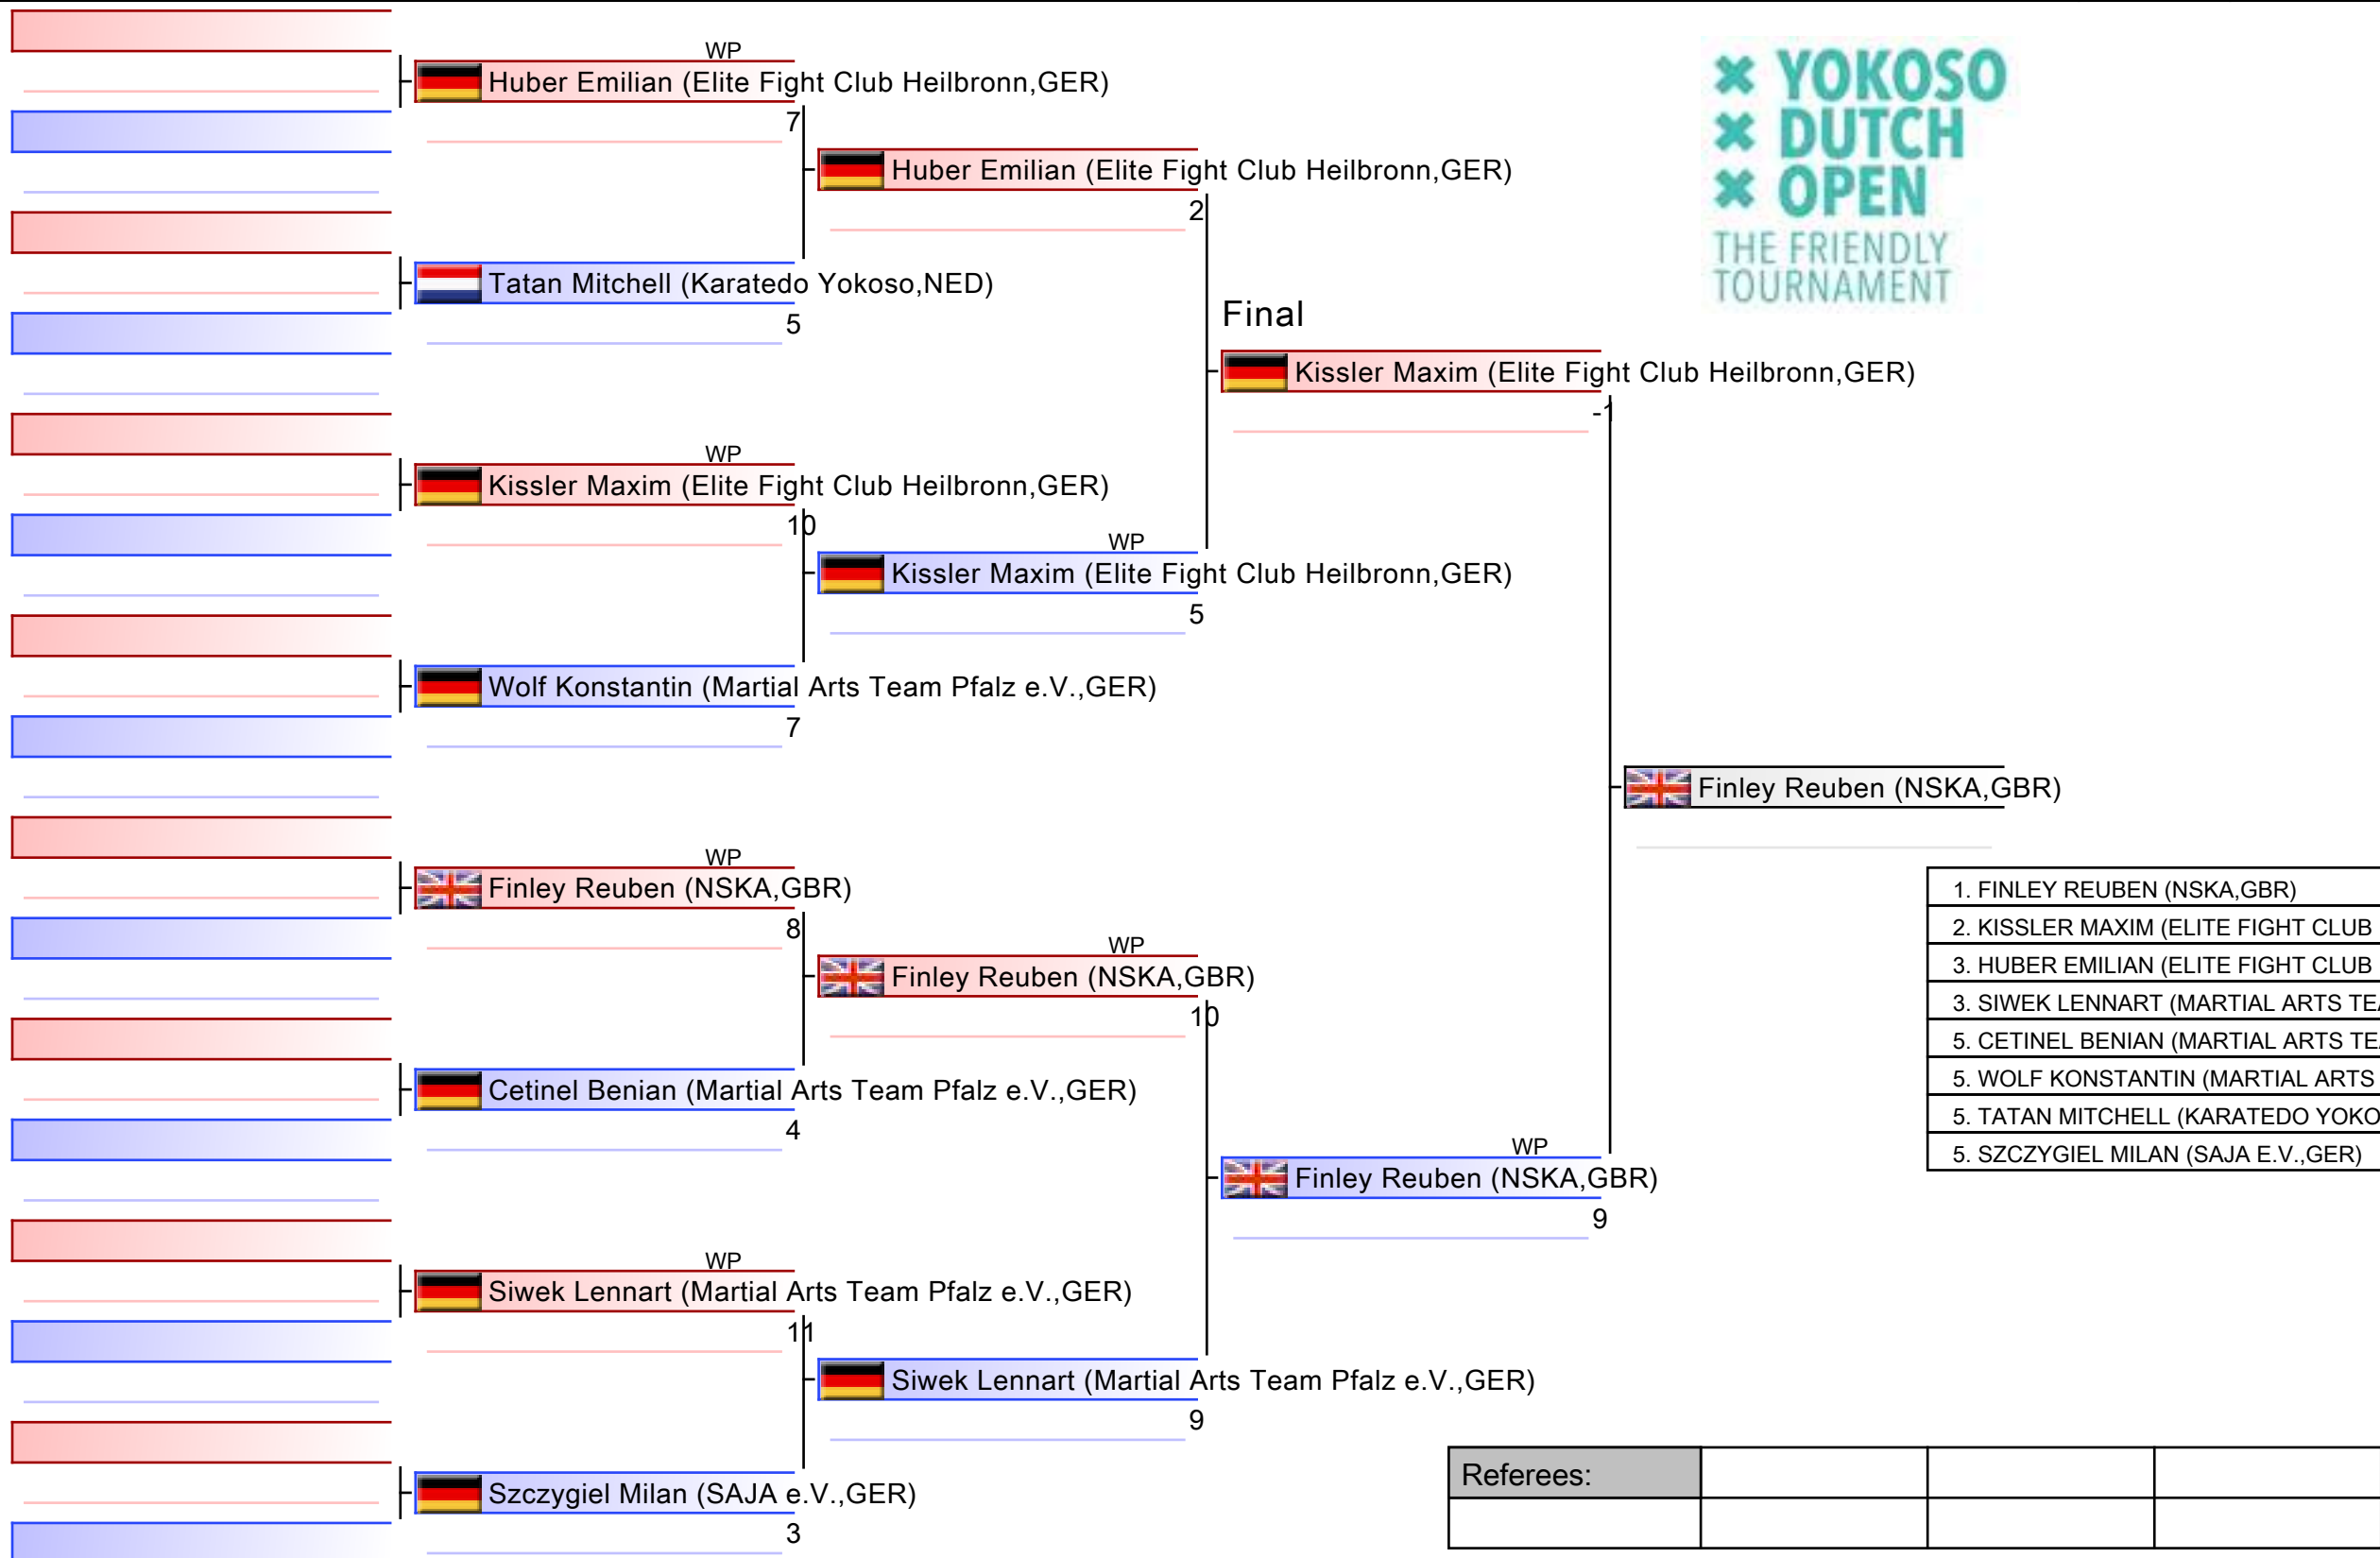 WP
Huber Emilian (Elite Fight Club Heilbronn,GER)
7
Tatan Mitchell (Karatedo Yokoso,NED)
5
WP
Kissler Maxim (Elite Fight Club Heilbronn,GER)
10
Wolf Konstantin (Martial Arts Team Pfalz e.V.,GER)
7
WP
Finley Reuben (NSKA,GBR)
8
Cetinel Benian (Martial Arts Team Pfalz e.V.,GER)
4
WP
Siwek Lennart (Martial Arts Team Pfalz e.V.,GER)
11
Szczygiel Milan (SAJA e.V.,GER)
3
Huber Emilian (Elite Fight Club Heilbronn,GER)
2
WP
Kissler Maxim (Elite Fight Club Heilbronn,GER)
5
WP
Finley Reuben (NSKA,GBR)
10
Siwek Lennart (Martial Arts Team Pfalz e.V.,GER)
9
Final
Kissler Maxim (Elite Fight Club Heilbronn,GER)
-1
WP
Finley Reuben (NSKA,GBR)
9
Finley Reuben (NSKA,GBR)
YOKOSO
DUTCH
OPEN
THE FRIENDLY
TOURNAMENT
1. FINLEY REUBEN (NSKA,GBR)
2. KISSLER MAXIM (ELITE FIGHT CLUB
3. HUBER EMILIAN (ELITE FIGHT CLUB
3. SIWEK LENNART (MARTIAL ARTS
5. CETINEL BENIAN (MARTIAL ARTS
5. WOLF KONSTANTIN (MARTIAL ARTS
5. TATAN MITCHELL (KARATEDO
5. SZCZYGIEL MILAN (SAJA E.V.,GER)
Referees: